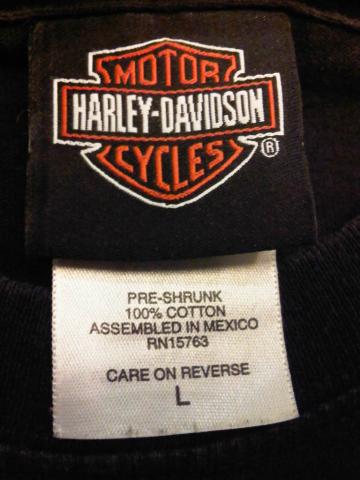 MOTOR
HARLEY-DAVIDSON
CYCLES ®
PRE-SHRUNK
100% COTTON
ASSEMBLED IN MEXICO
RN15763
CARE ON REVERSE
L